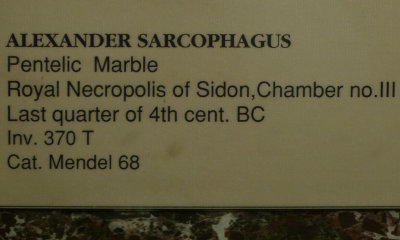 ALEXANDER SARCOPHAGUS
Pentelic Marble
Royal Necropolis of Sidon,Chamber no.III
Last quarter of 4th cent. BC
Inv. 370 T
Cat. Mendel 68